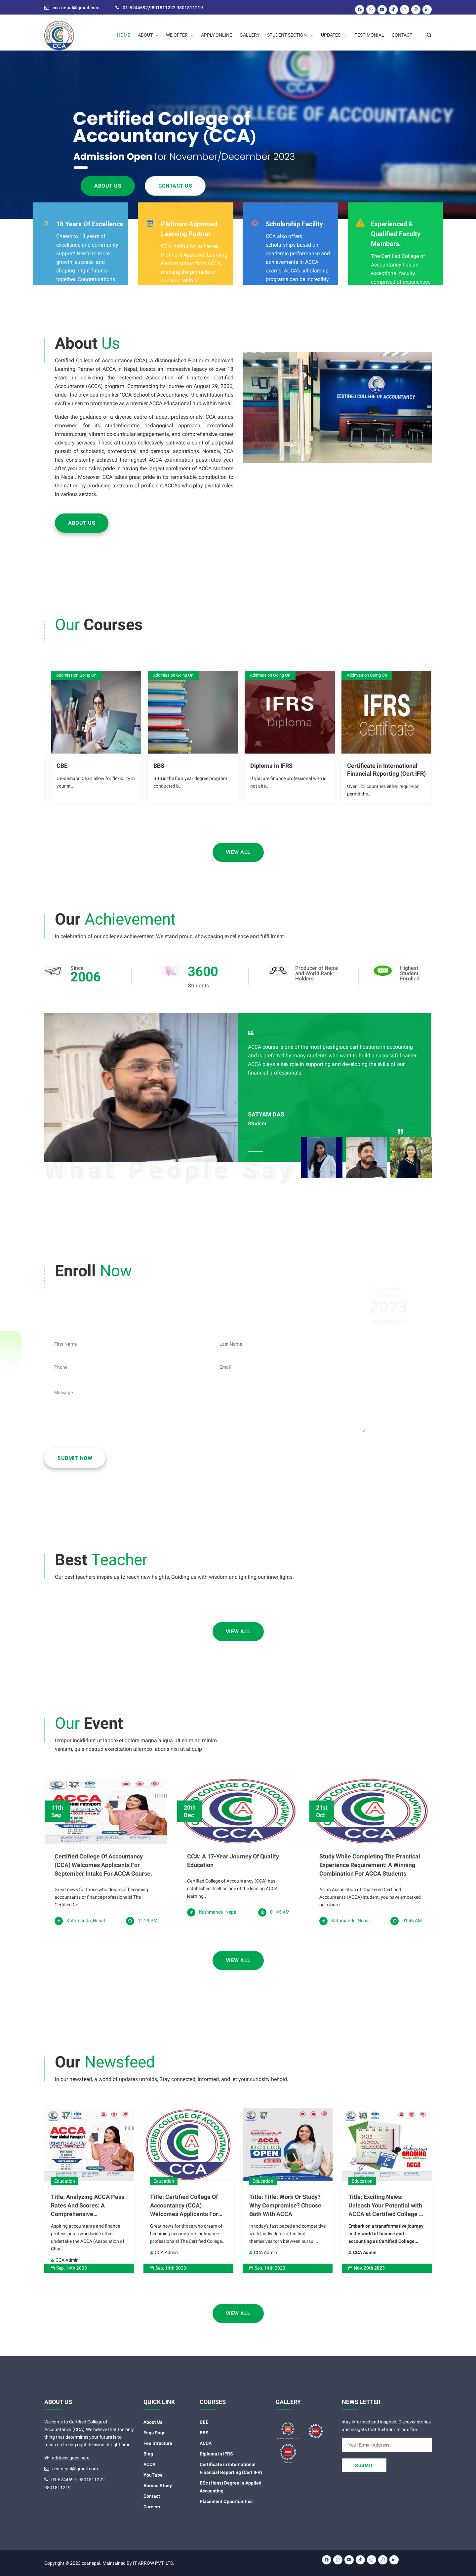 cca.nepal@gmail.com
01-5244697,9801811222,9801811219
CCA
HOME
ABOUT
WE OFFER
APPLY ONLINE
GALLERY
STUDENT SECTION
UPDATES
TESTIMONIAL
CONTACT
Certified College of
Accountancy (CCA)
Admission Open for November/December 2023
ABOUT US
CONTACT US
18 Years Of Excellence
Cheers to 18 years of
excellence and community
support! Here's to more
growth, success, and
shaping bright futures
together. Congratulations
Platinum Approved
Learning Partner
CCA Institution, achieves
Platinum Approved Learning
Partner status from ACCA,
marking the pinnacle of
success. With a
Scholarship Facility
CCA also offers
scholarships based on
academic performance and
achievements in ACCA
exams. ACCA's scholarship
programs can be incredibly
Experienced &
Qualified Faculty
Members.
The Certified College of
Accountancy has an
exceptional faculty
comprised of experienced
About Us
Certified College of Accountancy (CCA), a distinguished Platinum Approved
Learning Partner of ACCA in Nepal, boasts an impressive legacy of over 18
years in delivering the esteemed Association of Chartered Certified
Accountants (ACCA) program. Commencing its journey on August 29, 2006,
under the previous moniker "CCA School of Accountancy," the institution has
swiftly risen to prominence as a premier ACCA educational hub within Nepal.
Under the guidance of a diverse cadre of adept professionals, CCA stands
renowned for its student-centric pedagogical approach, exceptional
infrastructure, vibrant co-curricular engagements, and comprehensive career
advisory services. These attributes collectively cultivate a spirit of perpetual
pursuit of scholastic, professional, and personal aspirations. Notably, CCA
has consistently achieved the highest ACCA examination pass rates year
after year and takes pride in having the largest enrollment of ACCA students
in Nepal. Moreover, CCA takes great pride in its remarkable contribution to
the nation by producing a stream of proficient ACCAs who play pivotal roles
in various sectors.
CERTIFIED COLLEGE OF ACCOUNTANCY
ABOUT US
Our Courses
Addmission Going On
Addmission Going On
Addmission Going On
Addmission Going On
IFRS
Diploma
IFRS
Certificate
CBE
On-demand CBEs allow for flexibility in
your st...
BBS
BBS is the four year degree program
conducted b...
Diploma in IFRS
If you are finance professional who is
not alre...
Certificate in International
Financial Reporting (Cert IFR)
Over 125 countries either require or
permit the...
VIEW ALL
Our Achievement
In celebration of our college's achievement, We stand proud, showcasing excellence and fulfillment.
Since
2006
3600
Students
Producer of Nepal
and World Rank
Holders
Highest
Student
Enrolled
ACCA course is one of the most prestigious certifications in accounting
and is preferred by many students who want to build a successful career.
ACCA plays a key role in supporting and developing the skills of our
financial professionals.
SATYAM DAS
Student
What People Say
Enroll Now
2023
First Name
Last Name
Phone
Email
Message
SUBMIT NOW
Best Teacher
Our best teachers inspire us to reach new heights, Guiding us with wisdom and igniting our inner lights.
VIEW ALL
Our Event
tempor incididunt ut labore et dolore magna aliqua. Ut enim ad minim
veniam, quis nostrud exercitation ullamco laboris nisi ut aliquip
11th
Sep
20th
Dec
21st
Oct
Certified College Of Accountancy
(CCA) Welcomes Applicants For
September Intake For ACCA Course.
Great news for those who dream of becoming
accountants or finance professionals! The
Certified Co...
Kathmandu ,Nepal
11:29 PM
CCA: A 17-Year Journey Of Quality
Education
Certified College of Accountancy (CCA) has
established itself as one of the leading ACCA
learning...
Kathmandu ,Nepal
01:45 AM
Study While Completing The Practical
Experience Requirement: A Winning
Combination For ACCA Students
As an Association of Chartered Certified
Accountants (ACCA) student, you have embarked
on a journ...
Kathmandu ,Nepal
01:46 AM
VIEW ALL
Our Newsfeed
In our newsfeed, a world of updates unfolds, Stay connected, informed, and let your curiosity behold.
Education
Education
Education
Education
Title: Analyzing ACCA Pass
Rates And Scores: A
Comprehensive...
Aspiring accountants and finance
professionals worldwide often
undertake the ACCA (Association of
Char...
CCA Admin
Sep, 14th 2023
Title: Certified College Of
Accountancy (CCA)
Welcomes Applicants For...
Great news for those who dream of
becoming accountants or finance
professionals! The Certified College...
CCA Admin
Sep, 14th 2023
Title: Title: Work Or Study?
Why Compromise? Choose
Both With ACCA
In today's fast-paced and competitive
world, individuals often find
themselves torn between pursui...
CCA Admin
Sep, 14th 2023
Title: Exciting News:
Unleash Your Potential with
ACCA at Certified College ...
Embark on a transformative journey
in the world of finance and
accounting as Certified College...
CCA Admin
Nov, 20th 2023
VIEW ALL
ABOUT US
Welcome to Certified College of
Accountancy (CCA).We believe that the only
thing that determines your future is to
focus on taking right decision at right time.
address goes here
cca.nepal@gmail.com
01-5244697, 9801811222 ,
9801811219
QUICK LINK
About Us
Faqs Page
Fee Structure
Blog
ACCA
YouTube
Abroad Study
Contact
Careers
COURSES
CBE
BBS
ACCA
Diploma in IFRS
Certificate in International
Financial Reporting (Cert IFR)
BSc (Hons) Degree in Applied
Accounting
Placement Opportunities
GALLERY
NEWS LETTER
stay informed and inspired, Discover stories
and insights that fuel your mind's fire.
Your E-mail Address
SUBMIT
Copyright © 2023 ccanepal. Maintained By IT ARROW PVT. LTD.